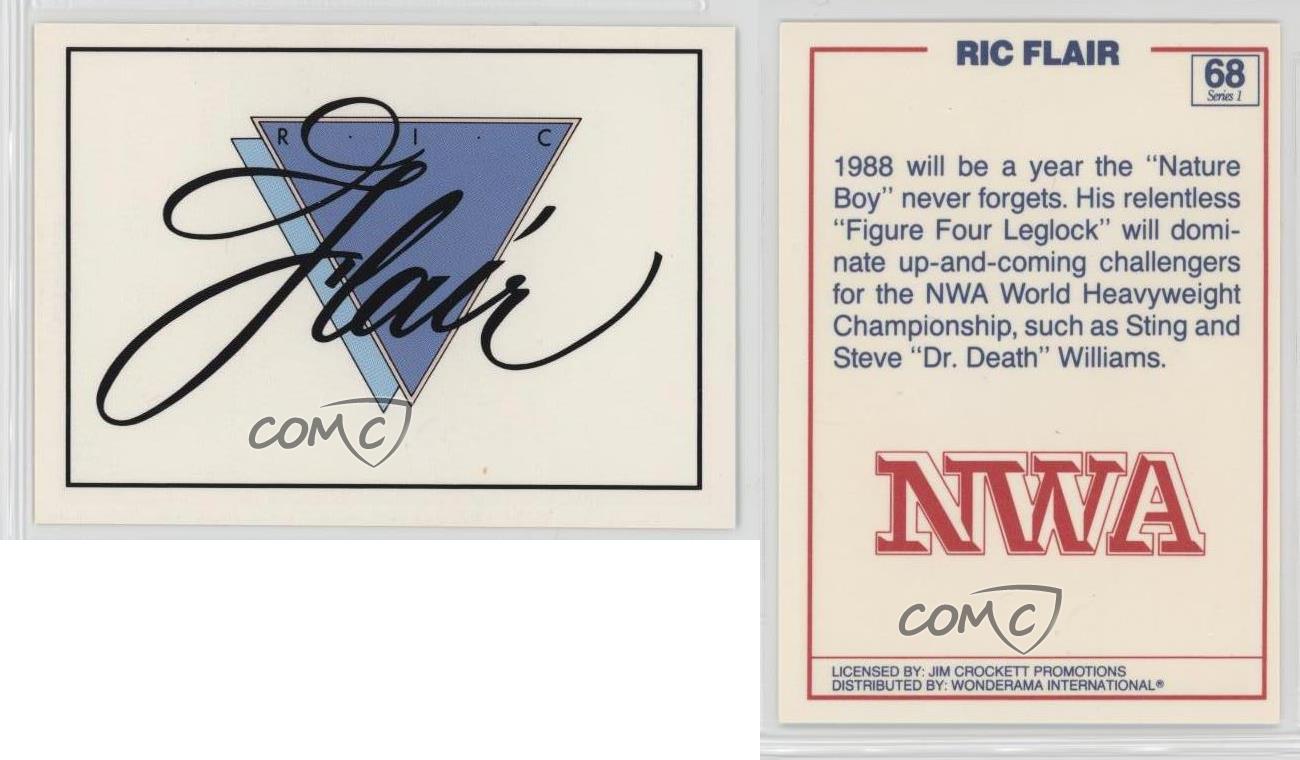 R · I · C
Flair
COMC
RIC FLAIR
68
Series 1
1988 will be a year the "Nature
Boy" never forgets. His relentless
"Figure Four Leglock" will domi-
nate up-and-coming challengers
for the NWA World Heavyweight
Championship, such as Sting and
Steve "Dr. Death" Williams.
NWA
COMC
LICENSED BY: JIM CROCKETT PROMOTIONS
DISTRIBUTED BY: WONDERAMA INTERNATIONAL®